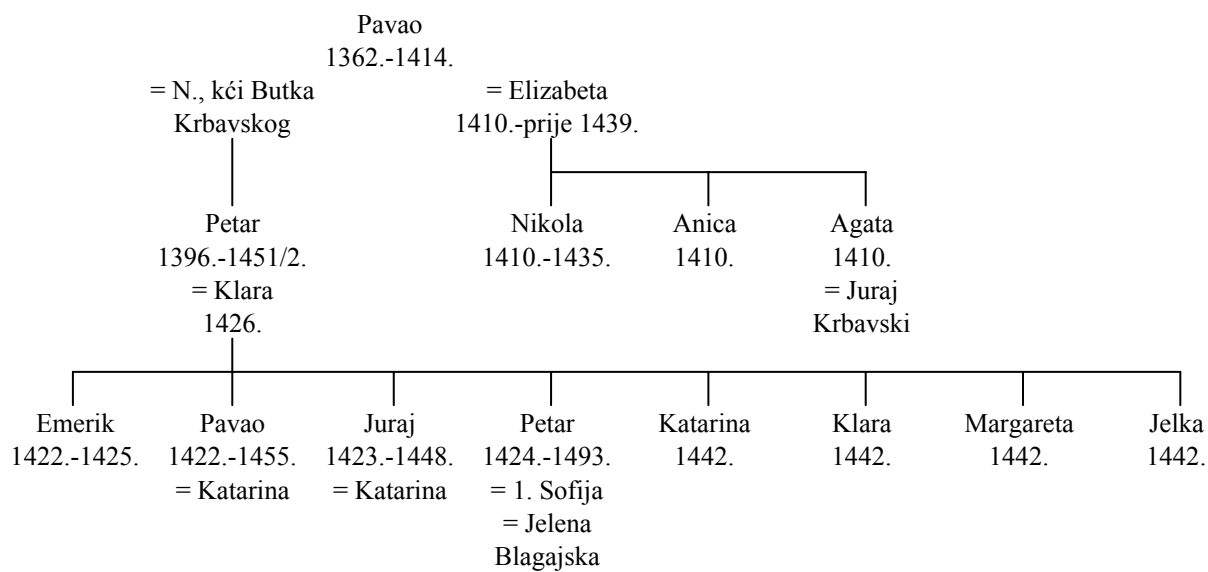 Pavao
1362.-1414.
= N., kći Butka
Krbavskog
= Elizabeta
1410.-prije 1439.
Petar
1396.-1451/2.
= Klara
1426.
Nikola
1410.-1435.
Anica
1410.
Agata
1410.
= Juraj
Krbavski
Emerik
1422.-1425.
Pavao
1422.-1455.
= Katarina
Juraj
1423.-1448.
= Katarina
Petar
1424.-1493.
= 1. Sofija
= Jelena
Blagajska
Katarina
1442.
Klara
1442.
Margareta
1442.
Jelka
1442.